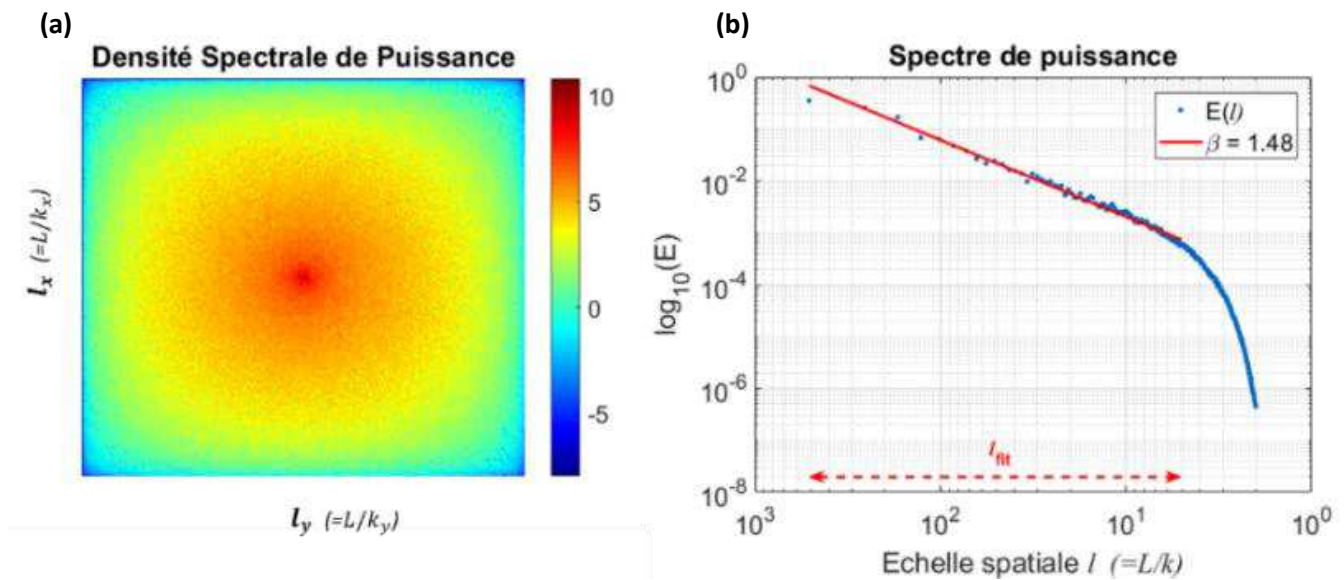 (a)
Densité Spectrale de Puissance
10
5
0
-5
l_x (=L/k_x)
l_y (=L/k_y)
(b)
Spectre de puissance
10^0
10^-2
10^-4
10^-6
10^-8
log_10(E)
E(l)
β = 1.48
l_fit
10^3
10^2
10^1
10^0
Echelle spatiale l (=L/k)